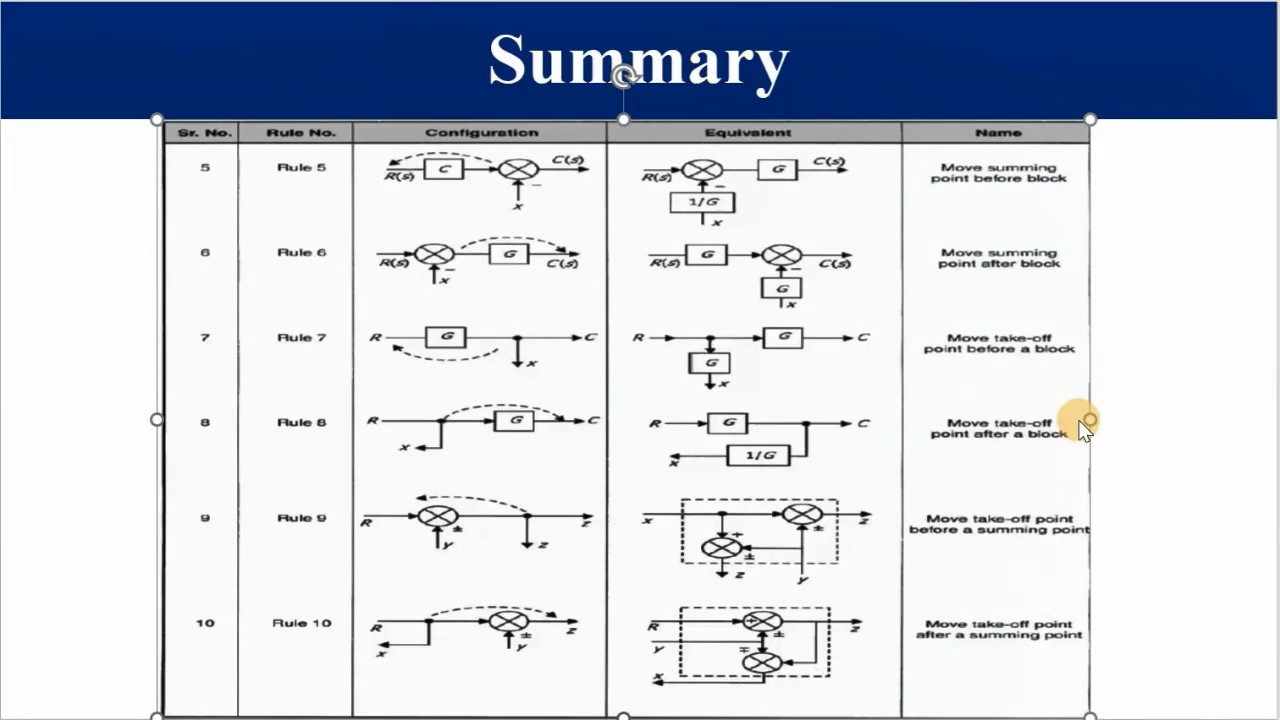 Summary
Sr. No. Rule No. Configuration Equivalent Name
5 Rule 5 R(s) C C(s) − x R(s) G C(s) − 1/G x Move summing
point before block
6 Rule 6 R(s) − x G C(s) R(s) G − C(s) G x Move summing
point after block
7 Rule 7 R G C x R G C G x Move take-off
point before a block
8 Rule 8 R G C x R G C x 1/G Move take-off
point after a block
9 Rule 9 R ± y z z x ± z + ± z y Move take-off point
before a summing point
10 Rule 10 R x ± y z R + ± z y ∓ x Move take-off point
after a summing point